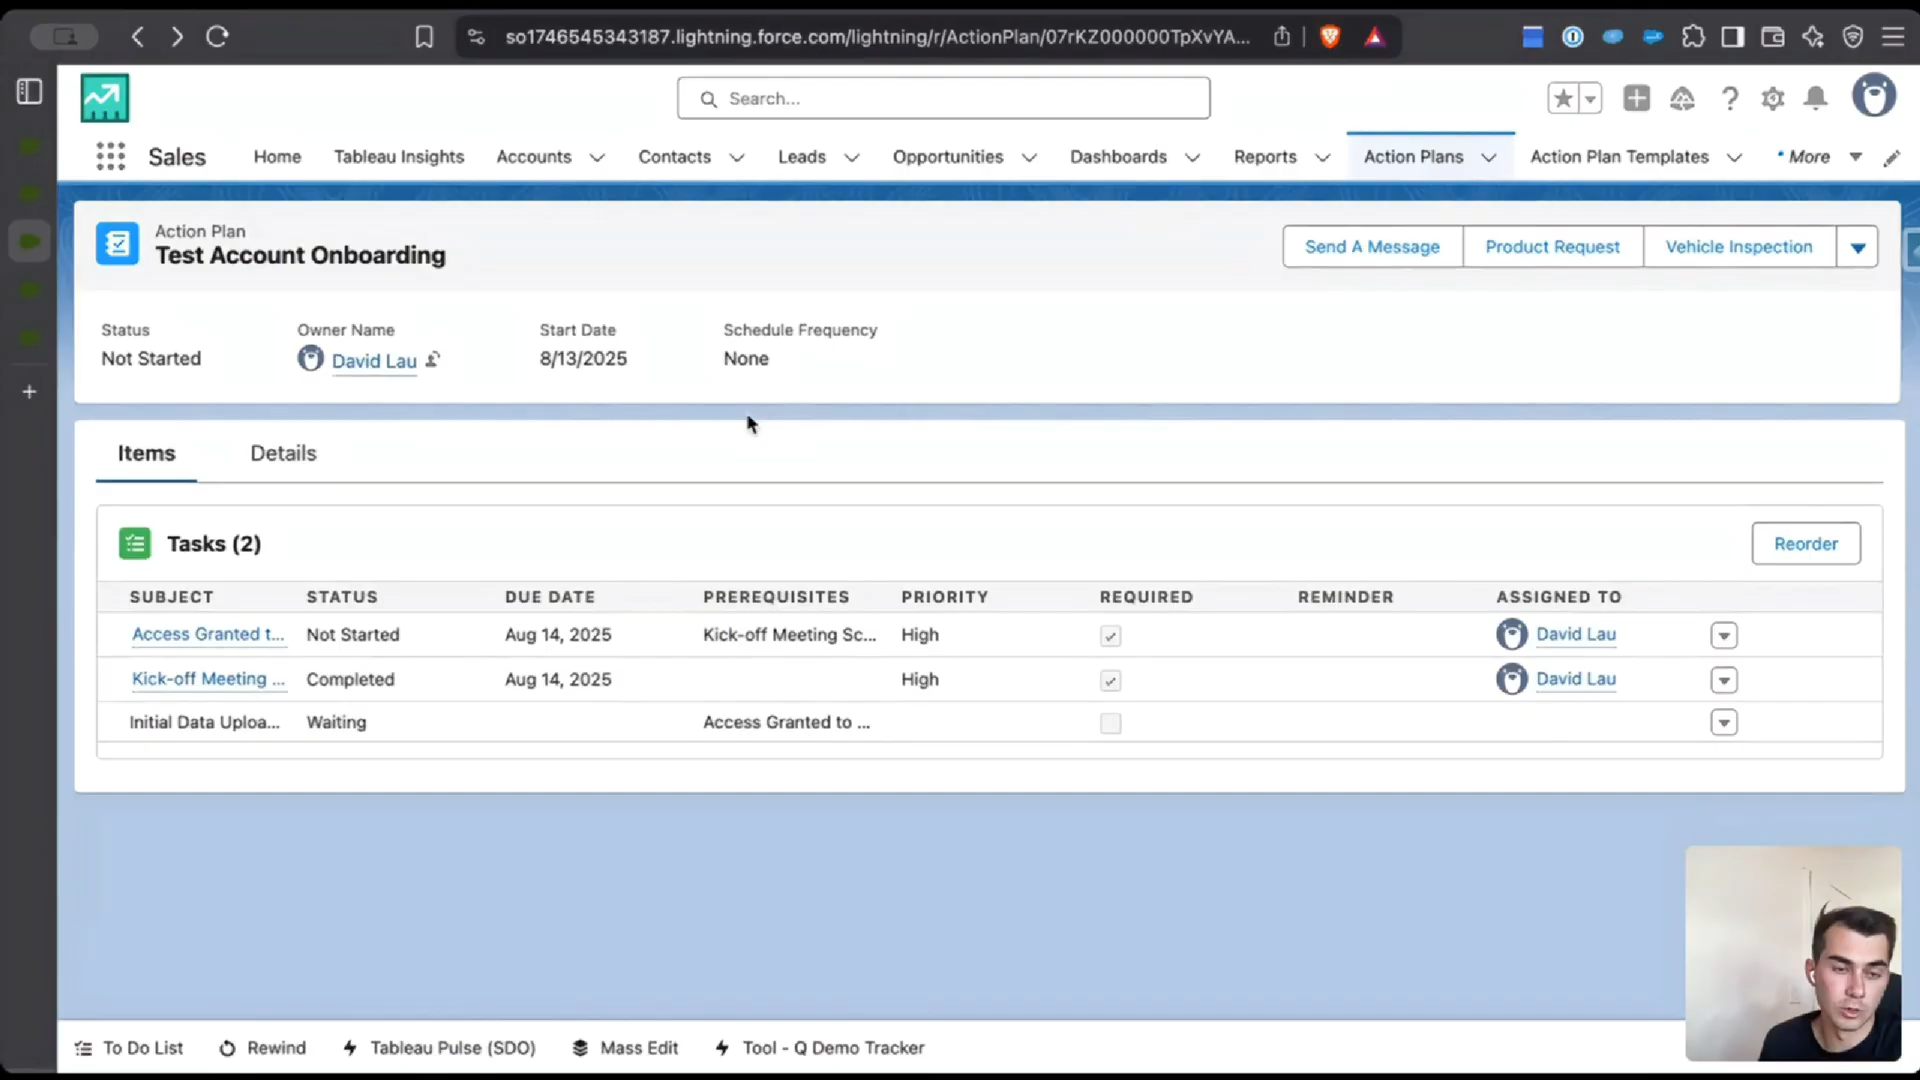 so1746545343187.lightning.force.com/lightning/r/ActionPlan/07rKZ000000TpXvYA...
Search...
Sales
Home
Tableau Insights
Accounts
Contacts
Leads
Opportunities
Dashboards
Reports
Action Plans
Action Plan Templates
* More
Action Plan
Test Account Onboarding
Send A Message
Product Request
Vehicle Inspection
Status
Owner Name
Start Date
Schedule Frequency
Not Started
David Lau
8/13/2025
None
Items
Details
Tasks (2)
Reorder
SUBJECT STATUS DUE DATE PREREQUISITES PRIORITY REQUIRED REMINDER ASSIGNED TO
Access Granted t... Not Started Aug 14, 2025 Kick-off Meeting Sc... High David Lau
Kick-off Meeting ... Completed Aug 14, 2025 High David Lau
Initial Data Uploa... Waiting Access Granted to ...
To Do List
Rewind
Tableau Pulse (SDO)
Mass Edit
Tool - Q Demo Tracker